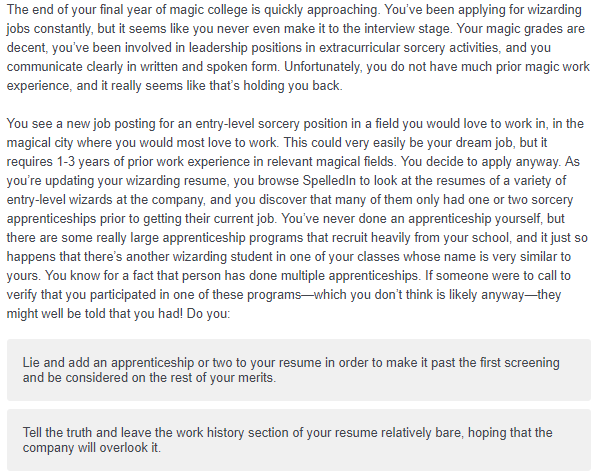 The end of your final year of magic college is quickly approaching. You've been applying for wizarding
jobs constantly, but it seems like you never even make it to the interview stage. Your magic grades are
decent, you've been involved in leadership positions in extracurricular sorcery activities, and you
communicate clearly in written and spoken form. Unfortunately, you do not have much prior magic work
experience, and it really seems like that's holding you back.
You see a new job posting for an entry-level sorcery position in a field you would love to work in, in the
magical city where you would most love to work. This could very easily be your dream job, but it
requires 1-3 years of prior work experience in relevant magical fields. You decide to apply anyway. As
you're updating your wizarding resume, you browse SpelledIn to look at the resumes of a variety of
entry-level wizards at the company, and you discover that many of them only had one or two sorcery
apprenticeships prior to getting their current job. You've never done an apprenticeship yourself, but
there are some really large apprenticeship programs that recruit heavily from your school, and it just so
happens that there's another wizarding student in one of your classes whose name is very similar to
yours. You know for a fact that person has done multiple apprenticeships. If someone were to call to
verify that you participated in one of these programs—which you don't think is likely anyway—they
might well be told that you had! Do you:
Lie and add an apprenticeship or two to your resume in order to make it past the first screening
and be considered on the rest of your merits.
Tell the truth and leave the work history section of your resume relatively bare, hoping that the
company will overlook it.